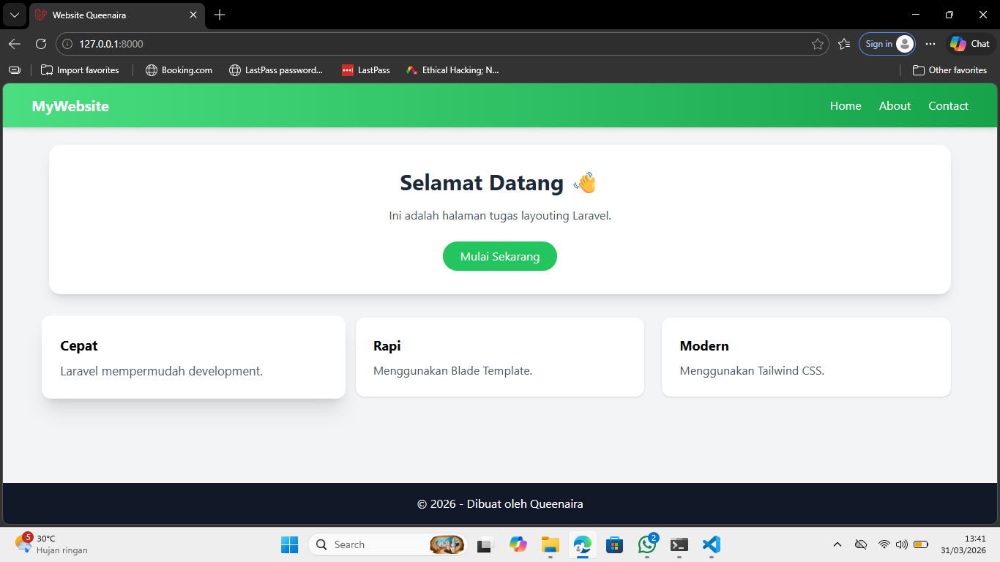 Website Queenaira
127.0.0.1:8000
Sign in
Chat
Import favorites
Booking.com
LastPass password...
LastPass
Ethical Hacking; N...
Other favorites
MyWebsite
Home
About
Contact
Selamat Datang 👋
Ini adalah halaman tugas layouting Laravel.
Mulai Sekarang
Cepat
Laravel mempermudah development.
Rapi
Menggunakan Blade Template.
Modern
Menggunakan Tailwind CSS.
© 2026 - Dibuat oleh Queenaira
5
30°C
Hujan ringan
Search
2
13:41
31/03/2026